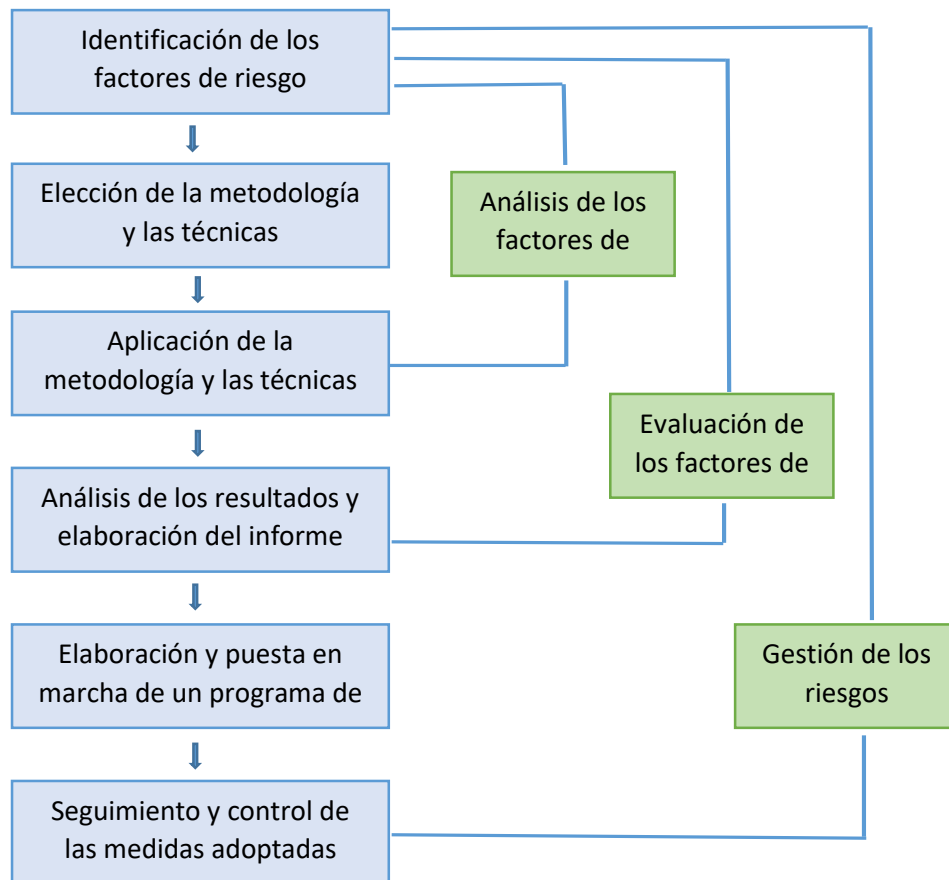 Identificación de los
factores de riesgo
Elección de la metodología
y las técnicas
Análisis de los
factores de
Aplicación de la
metodología y las técnicas
Evaluación de
los factores de
Análisis de los resultados y
elaboración del informe
Elaboración y puesta en
marcha de un programa de
Gestión de los
riesgos
Seguimiento y control de
las medidas adoptadas